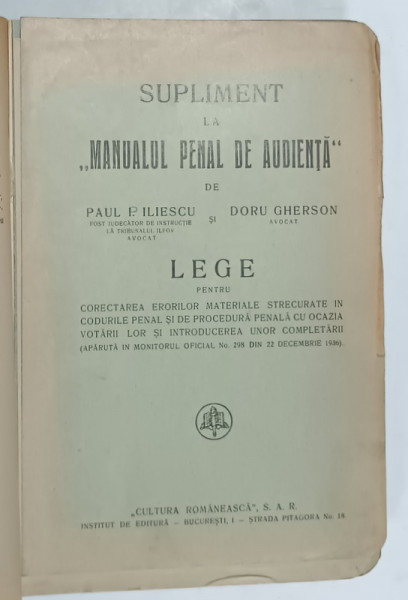 SUPLIMENT
LA
„MANUALUL PENAL DE AUDIENȚĂ“
DE
PAUL P. ILIESCU
FOST JUDECĂTOR DE INSTRUCȚIE
LA TRIBUNALUL ILFOV
AVOCAT
ȘI
DORU GHERSON
AVOCAT
LEGE
PENTRU
CORECTAREA ERORILOR MATERIALE STRECURATE IN
CODURILE PENAL ȘI DE PROCEDURĂ PENALĂ CU OCAZIA
VOTĂRII LOR ȘI INTRODUCEREA UNOR COMPLETĂRI
(APĂRUTĂ IN MONITORUL OFICIAL No. 298 DIN 22 DECEMBRIE 1936).
„CULTURA ROMÂNEASCĂ“, S. A. R.
INSTITUT DE EDITURĂ — BUCUREȘTI, I — STRADA PITAGORA No. 18